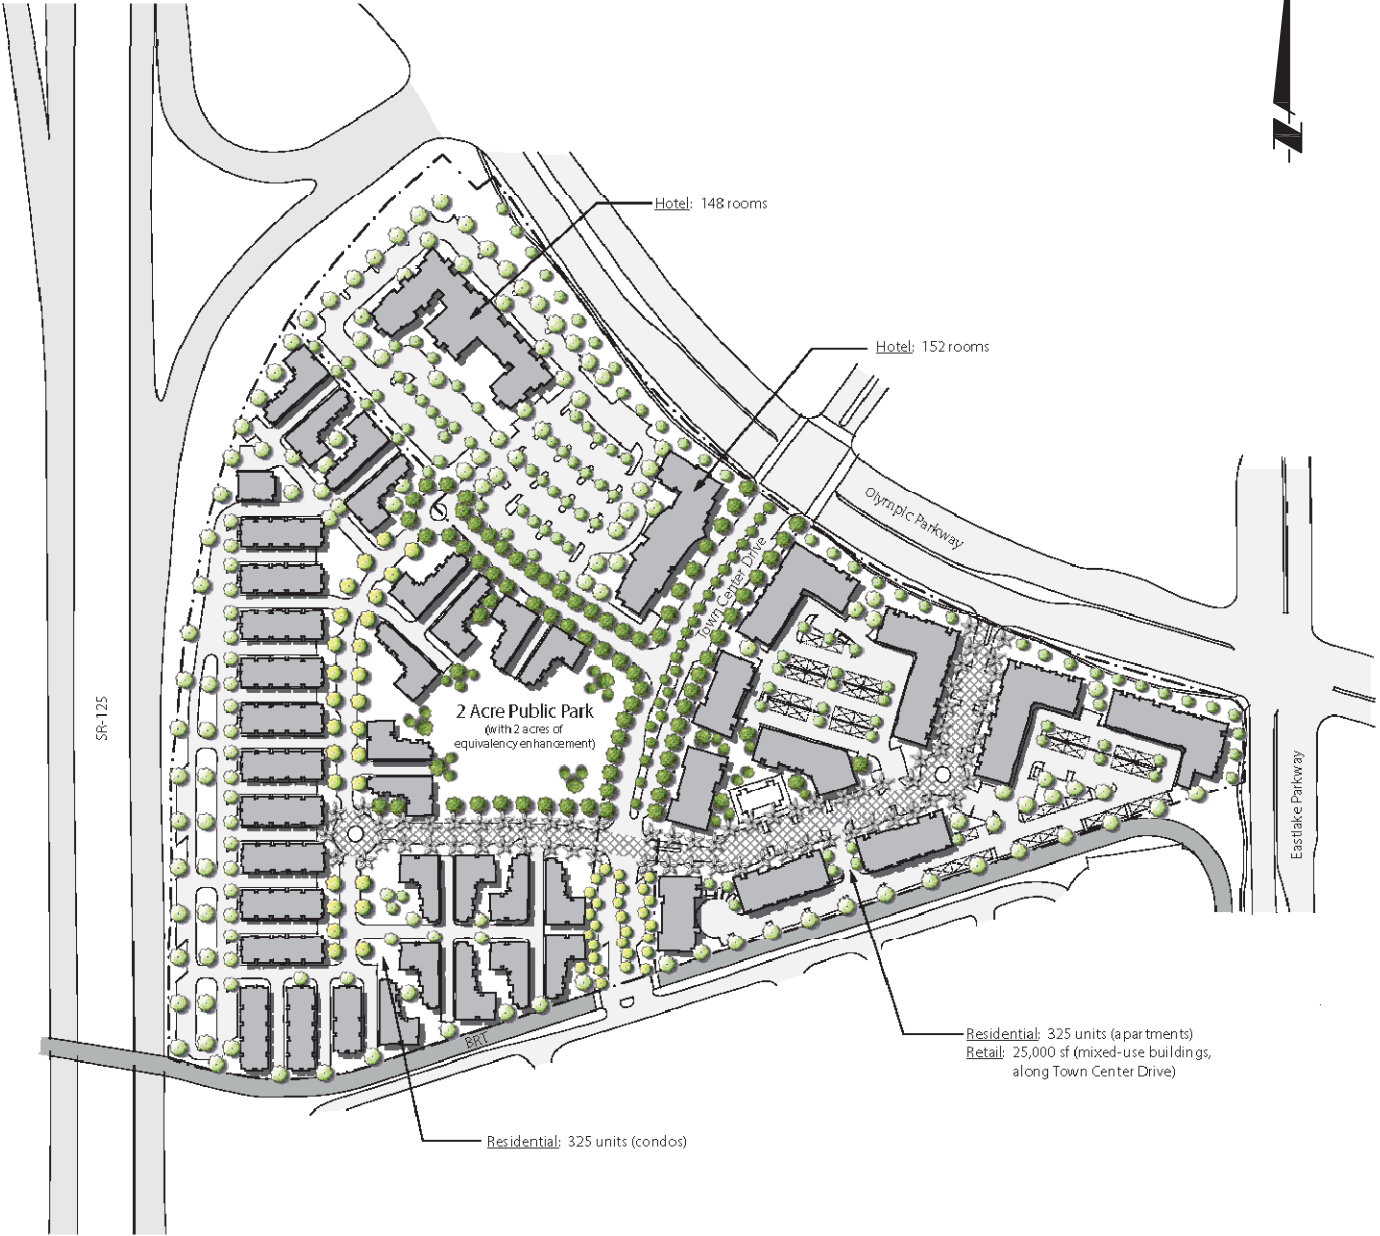 N
Hotel: 148 rooms
Hotel: 152 rooms
Olympic Parkway
Town Center Drive
2 Acre Public Park
(with 2 acres of
equivalency enhancement)
SR-125
Eastlake Parkway
BRT
Residential: 325 units (apartments)
Retail: 25,000 sf (mixed-use buildings,
along Town Center Drive)
Residential: 325 units (condos)